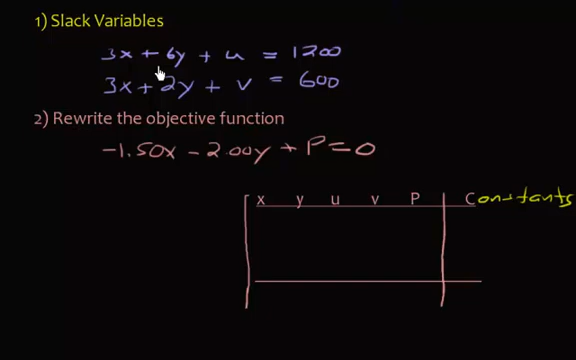 1) Slack Variables
3x + 6y + u = 1200
3x + 2y + v = 600
2) Rewrite the objective function
-1.50x - 2.00y + P = 0
x y u v P Constants